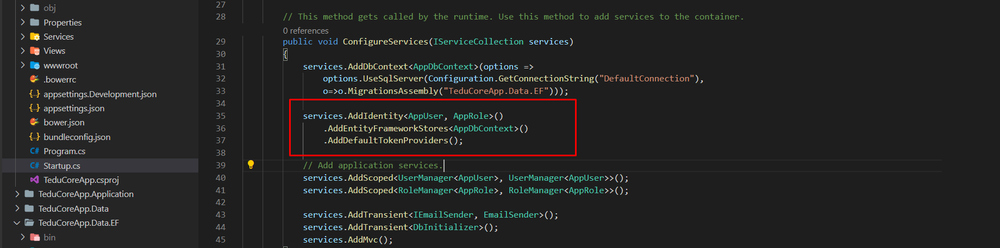 obj
Properties
Services
Views
wwwroot
.bowerrc
appsettings.Development.json
appsettings.json
bower.json
bundleconfig.json
C# Program.cs
C# Startup.cs
TeduCoreApp.csproj
TeduCoreApp.Application
TeduCoreApp.Data
TeduCoreApp.Data.EF
bin
27
28 // This method gets called by the runtime. Use this method to add services to the container.
0 references
29 public void ConfigureServices(IServiceCollection services)
30 {
31 services.AddDbContext<AppDbContext>(options =>
32 options.UseSqlServer(Configuration.GetConnectionString("DefaultConnection"),
33 o=>o.MigrationsAssembly("TeduCoreApp.Data.EF")));
34
35 services.AddIdentity<AppUser, AppRole>()
36 .AddEntityFrameworkStores<AppDbContext>()
37 .AddDefaultTokenProviders();
38
39 // Add application services.
40 services.AddScoped<UserManager<AppUser>, UserManager<AppUser>>();
41 services.AddScoped<RoleManager<AppRole>, RoleManager<AppRole>>();
42
43 services.AddTransient<IEmailSender, EmailSender>();
44 services.AddTransient<DbInitializer>();
45 services.AddMvc();